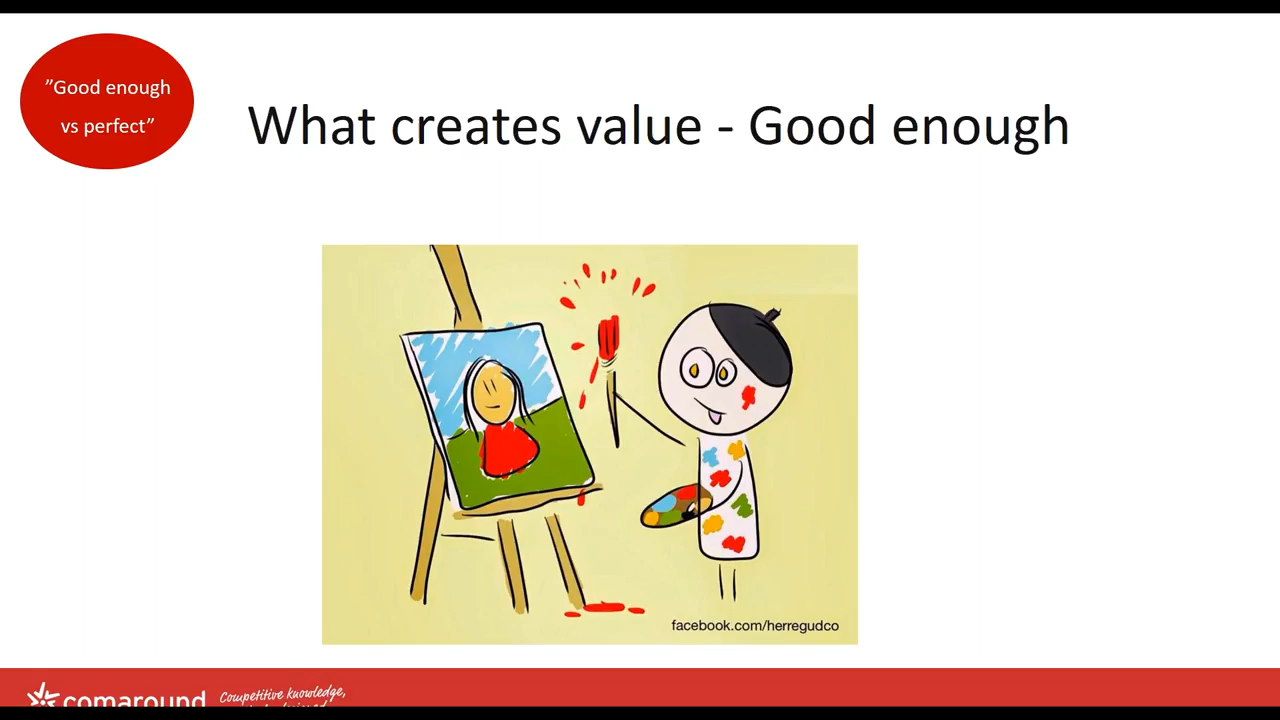 ”Good enough
vs perfect”
What creates value - Good enough
facebook.com/herregudco
comaround
Competitive knowledge,